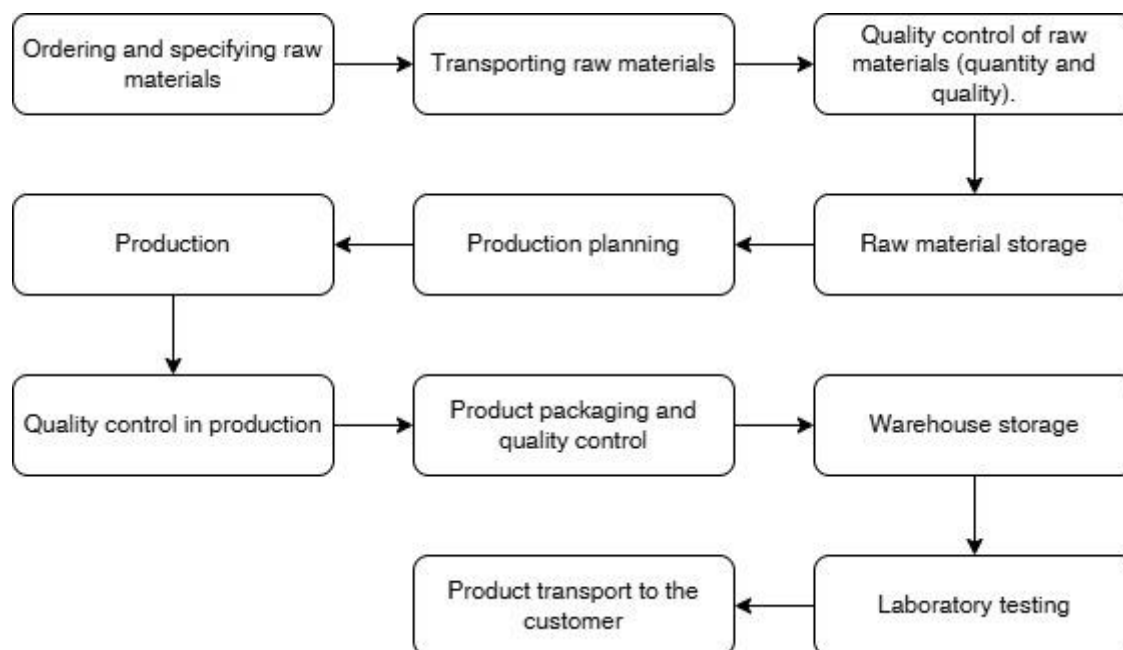 Ordering and specifying raw
materials
Transporting raw materials
Quality control of raw
materials (quantity and
quality).
Raw material storage
Production planning
Production
Quality control in production
Product packaging and
quality control
Warehouse storage
Laboratory testing
Product transport to the
customer